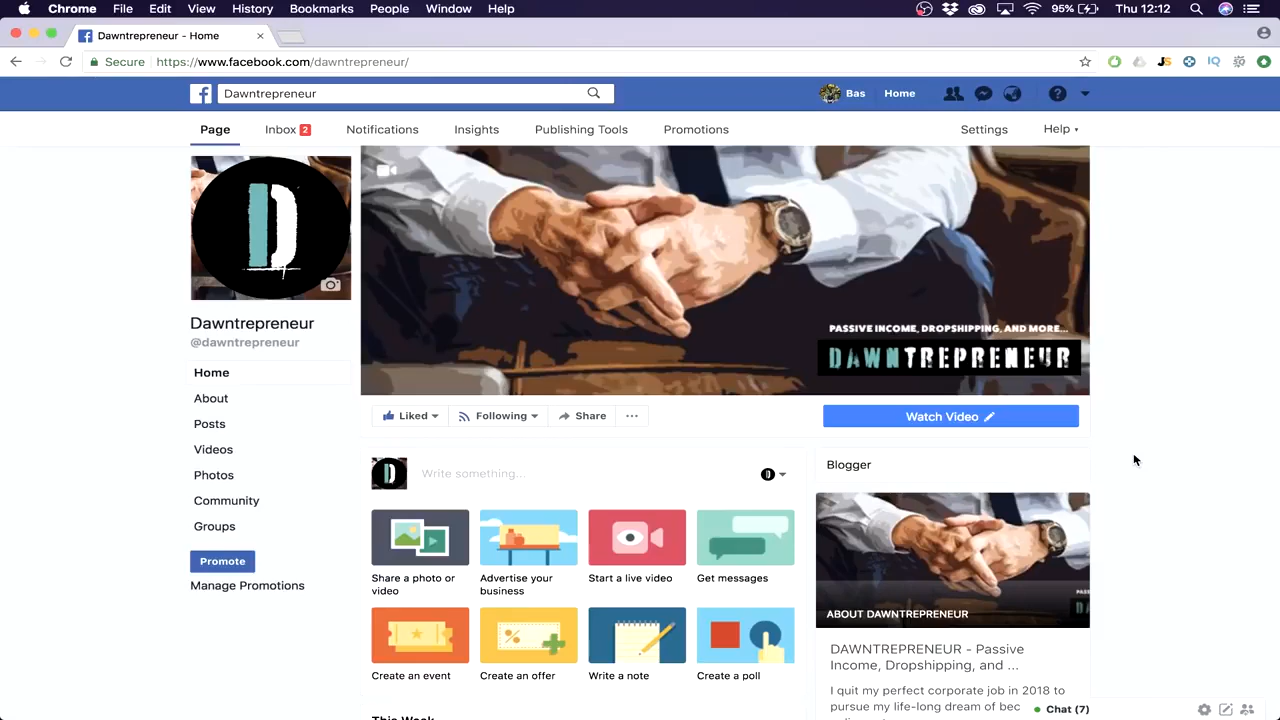 Chrome File Edit View History Bookmarks People Window Help 95% Thu 12:12
Dawntrepreneur - Home
Secure https://www.facebook.com/dawntrepreneur/
Dawntrepreneur Bas Home
Page Inbox 2 Notifications Insights Publishing Tools Promotions Settings Help
D
Dawntrepreneur
@dawntrepreneur
Home
About
Posts
Videos
Photos
Community
Groups
Promote
Manage Promotions
PASSIVE INCOME, DROPSHIPPING, AND MORE...
DAWNTREPRENEUR
Liked Following Share Watch Video
Write something...
Share a photo or
video
Advertise your
business
Start a live video
Get messages
Create an event
Create an offer
Write a note
Create a poll
This Week
Blogger
ABOUT DAWNTREPRENEUR
DAWNTREPRENEUR - Passive
Income, Dropshipping, and ...
I quit my perfect corporate job in 2018 to
pursue my life-long dream of bec
Chat (7)